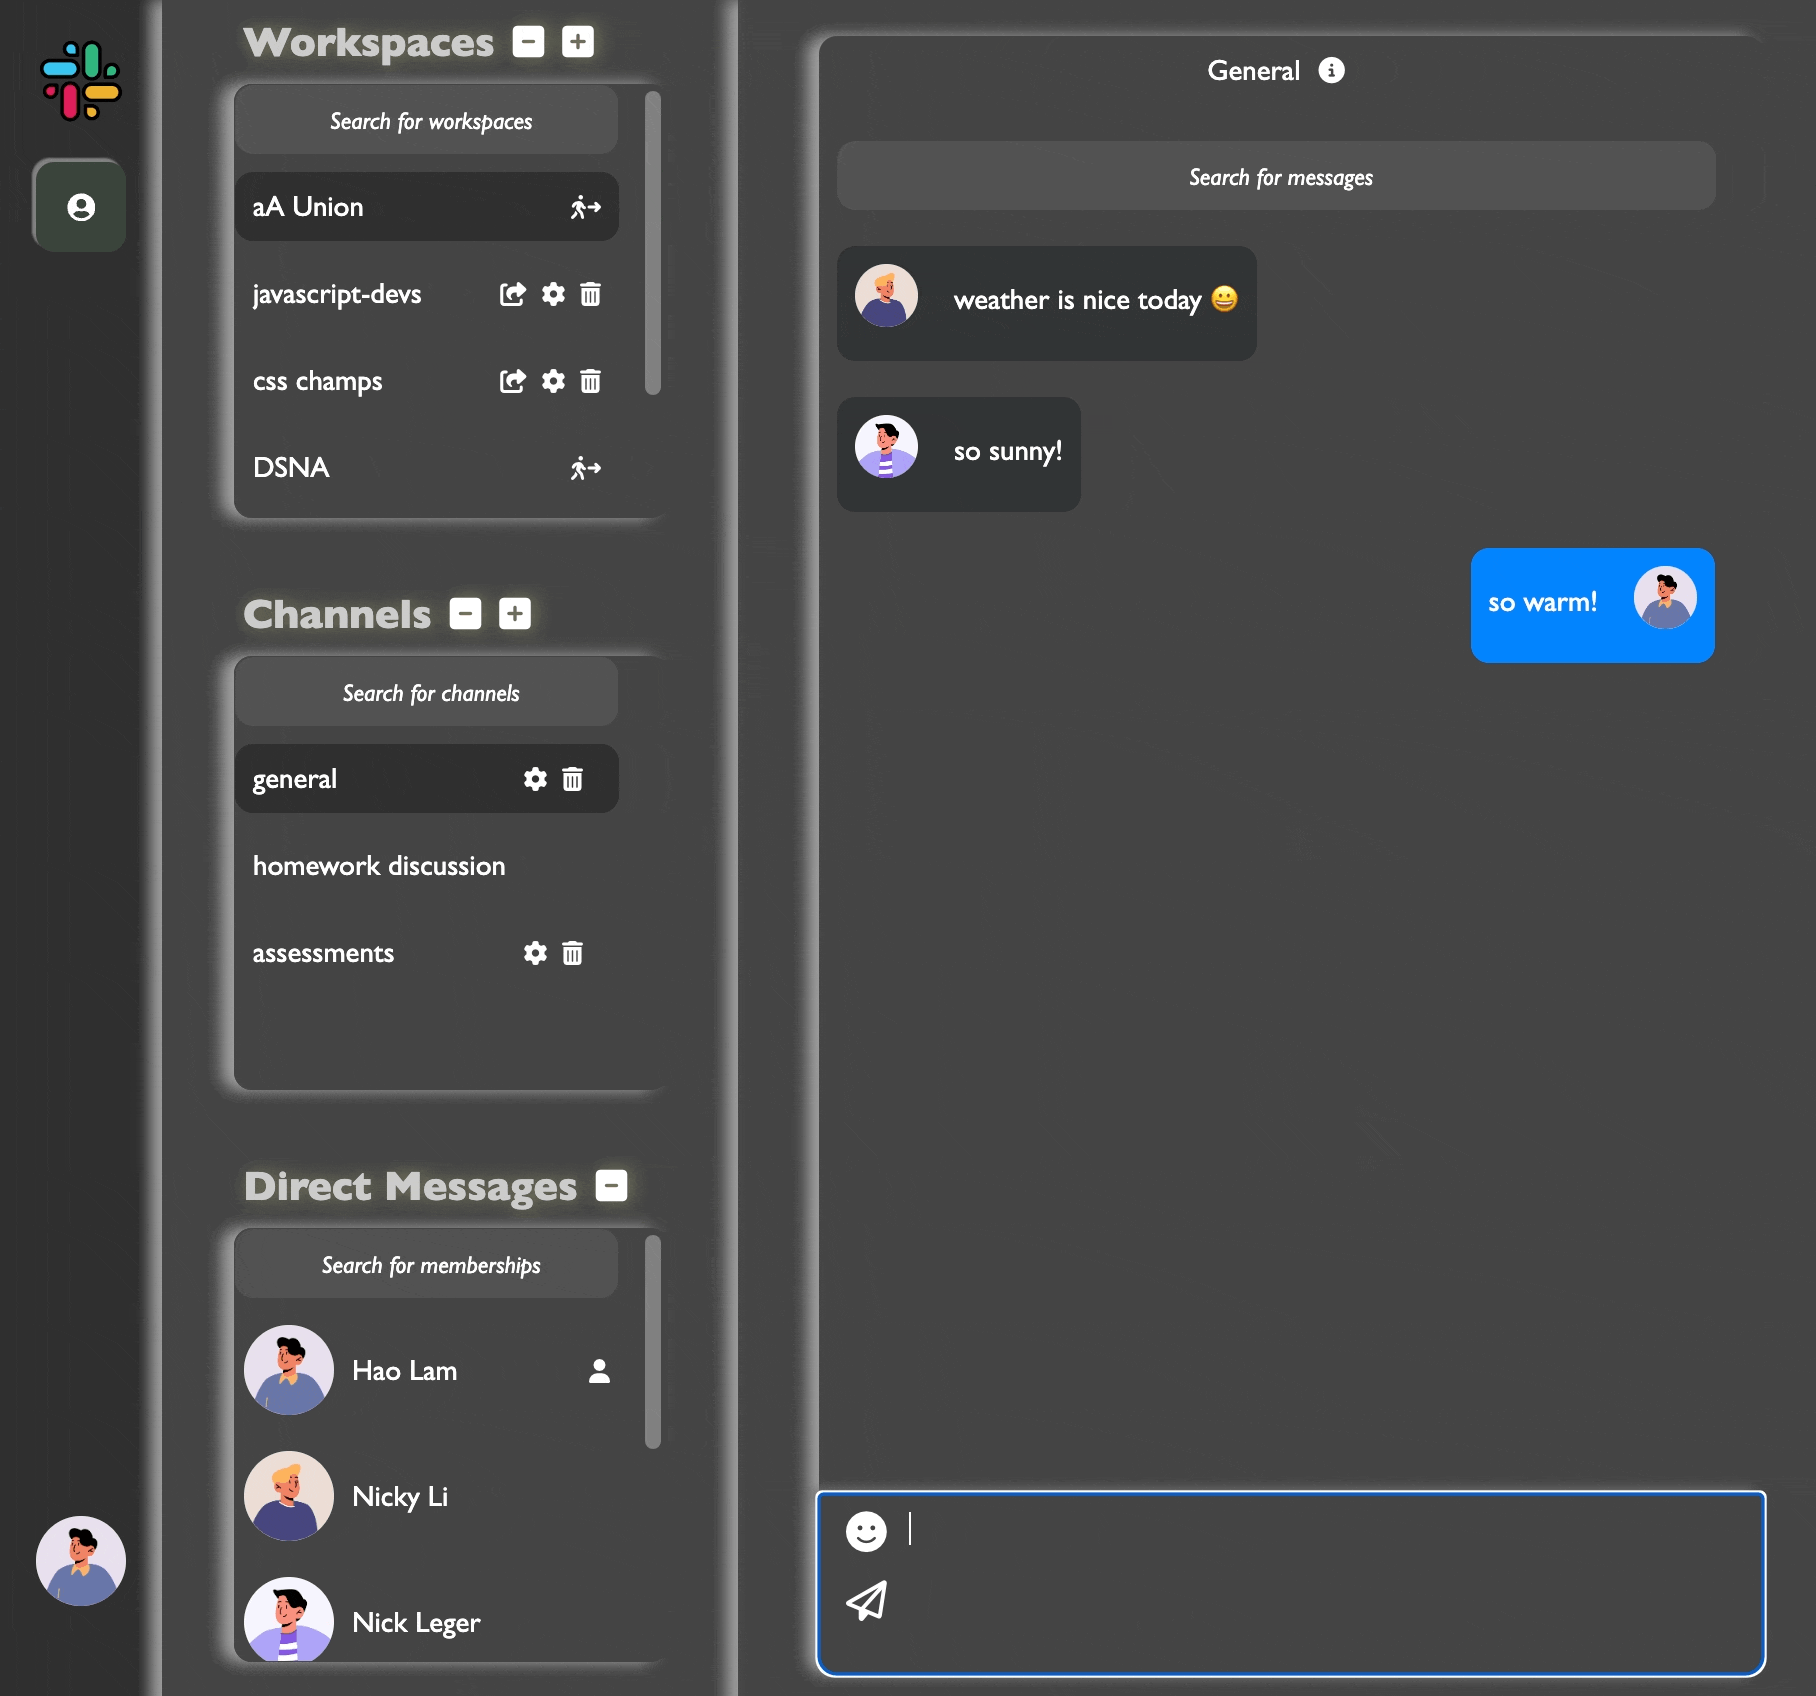 Workspaces
Search for workspaces
aA Union
javascript-devs
css champs
DSNA
Channels
Search for channels
general
homework discussion
assessments
Direct Messages
Search for memberships
Hao Lam
Nicky Li
Nick Leger
General
Search for messages
weather is nice today 😀
so sunny!
so warm!